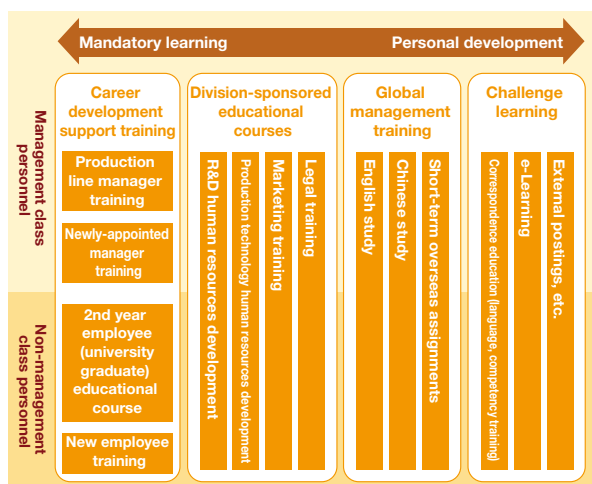 Mandatory learning
Personal development
Management class
personnel
Non-management
class personnel
Career
development
support training
Production
line manager
training
Newly-appointed
manager
training
2nd year
employee
(university
graduate)
educational
course
New employee
training
Division-sponsored
educational
courses
R&D human resources development
Production technology human resources development
Marketing training
Legal training
Global
management
training
English study
Chinese study
Short-term overseas assignments
Challenge
learning
Correspondence education (language, competency training)
e-Learning
External postings, etc.